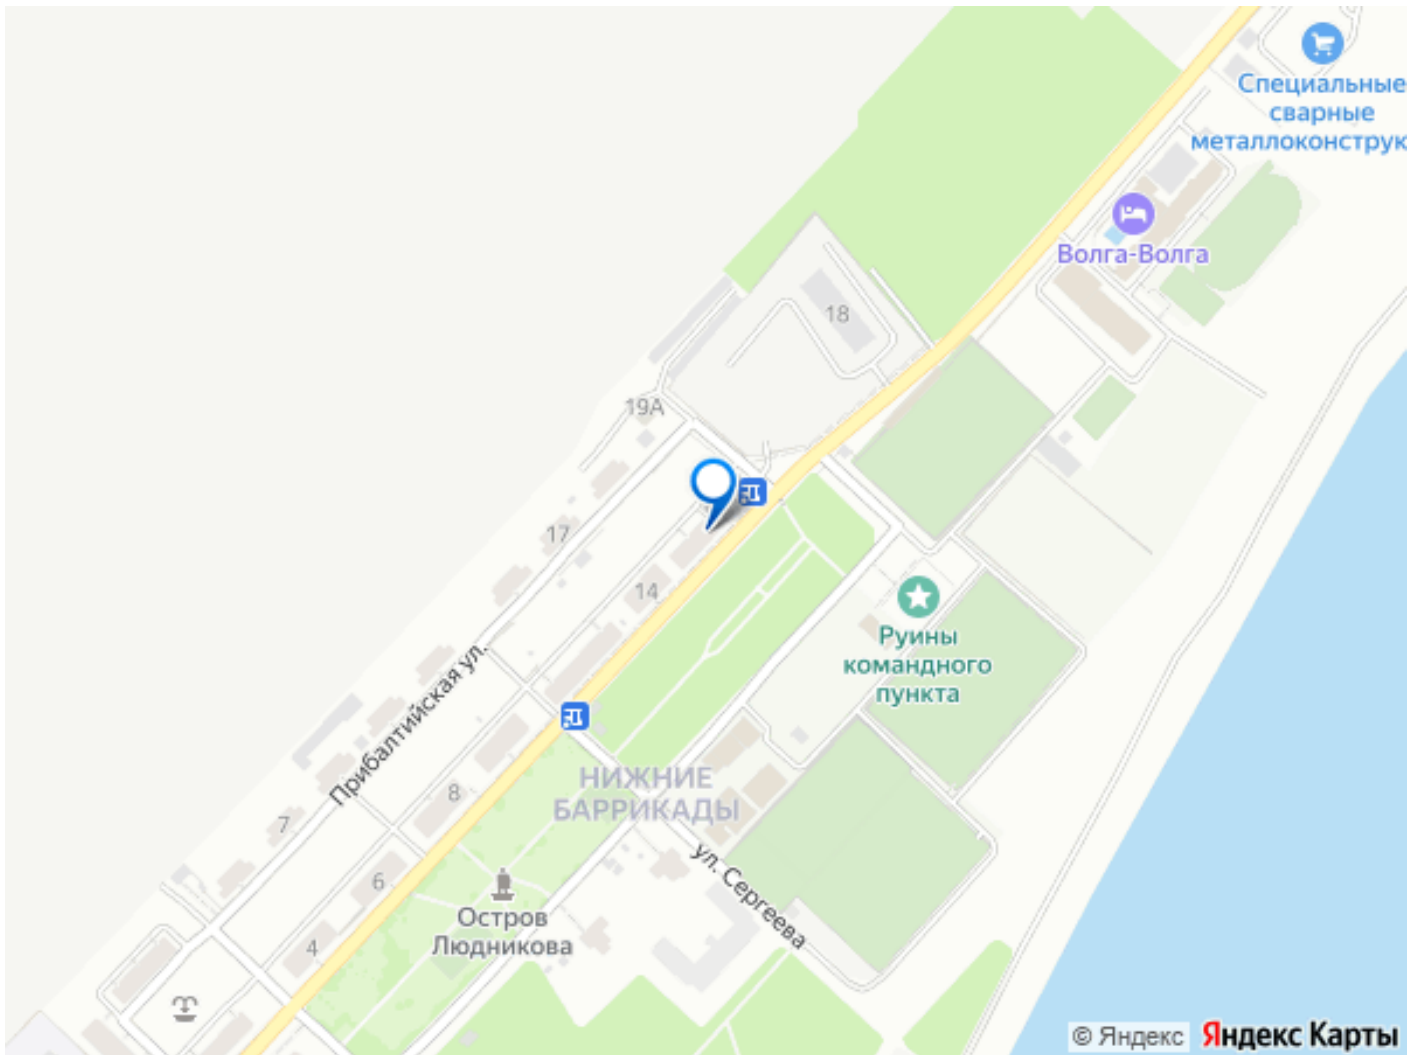 Специальные
сварные
металлоконструк
Волга-Волга
18
19А
17
14
Руины
командного
пункта
Прибалтийская ул.
НИЖНИЕ
БАРРИКАДЫ
8
7
ул. Сергеева
6
Остров
Людникова
4
© Яндекс Яндекс Карты